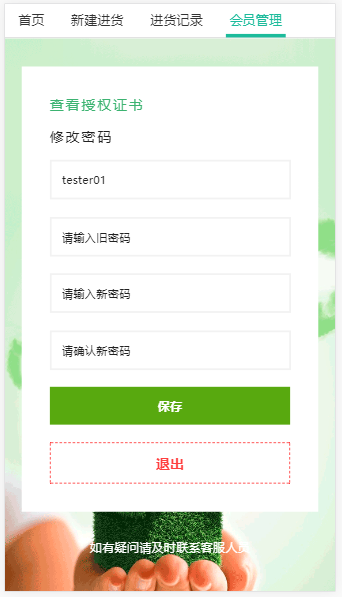 首页 新建进货 进货记录 会员管理
查看授权证书
修改密码
tester01
请输入旧密码
请输入新密码
请确认新密码
保存
退出
如有疑问请及时联系客服人员